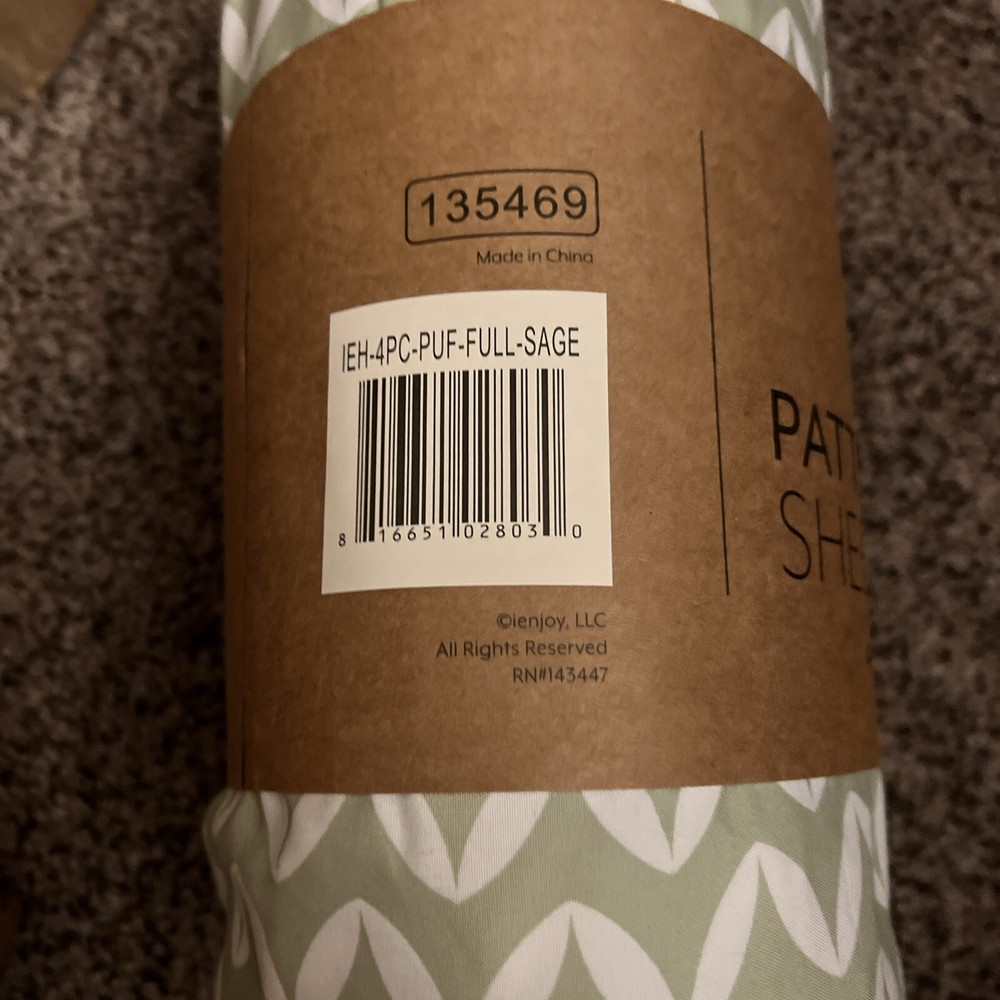 135469
Made in China
IEH-4PC-PUF-FULL-SAGE
8 16651 02803 0
©ienjoy, LLC
All Rights Reserved
RN#143447